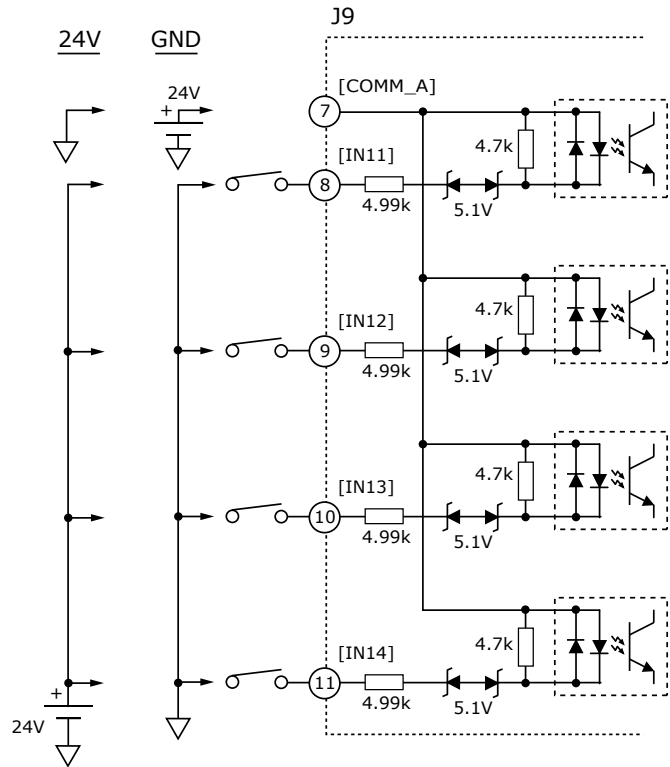 J9
24V GND
24V [COMM_A]
+
7
4.7k
[IN11]
8
4.99k 5.1V
4.7k
[IN12]
9
4.99k 5.1V
4.7k
[IN13]
10
4.99k 5.1V
4.7k
[IN14]
11
+
4.99k 5.1V
24V